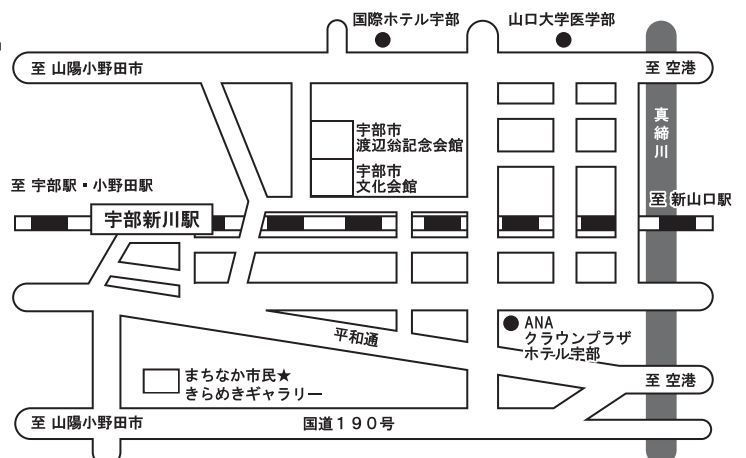 国際ホテル宇部
山口大学医学部
至 山陽小野田市
至 空港
真締川
宇部市
渡辺翁記念会館
宇部市
文化会館
至 宇部駅・小野田駅
至 新山口駅
宇部新川駅
平和通
ANA
クラウンプラザ
ホテル宇部
まちなか市民★
きらめきギャラリー
至 空港
至 山陽小野田市
国道190号